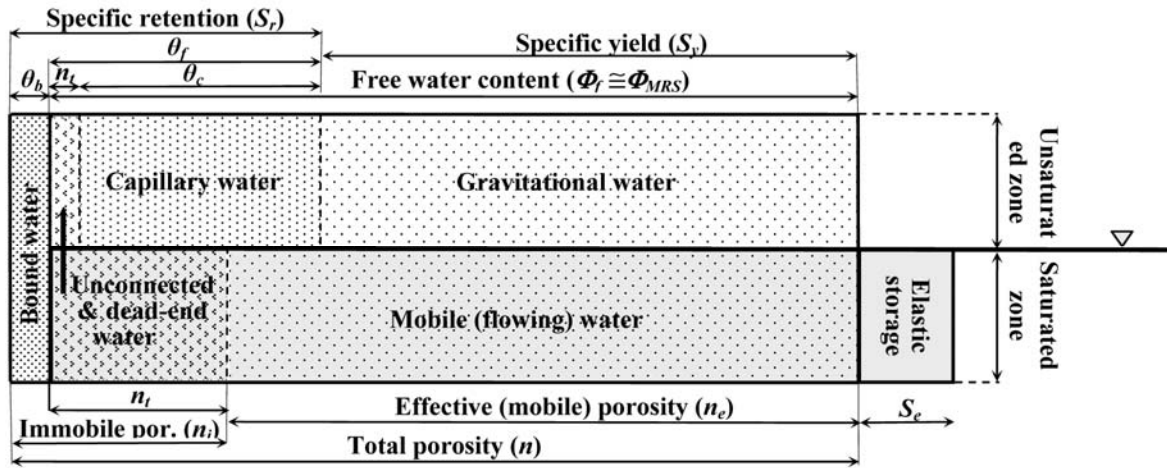 Specific retention (Sr)
θf
Specific yield (Sy)
θb
nt
θc
Free water content (Φf ≅ ΦMRS)
Bound water
Capillary water
Gravitational water
Unsaturat
ed zone
Unconnected
& dead-end
water
Mobile (flowing) water
Elastic
storage
Saturated
zone
nt
Effective (mobile) porosity (ne)
Se
Immobile por. (ni)
Total porosity (n)